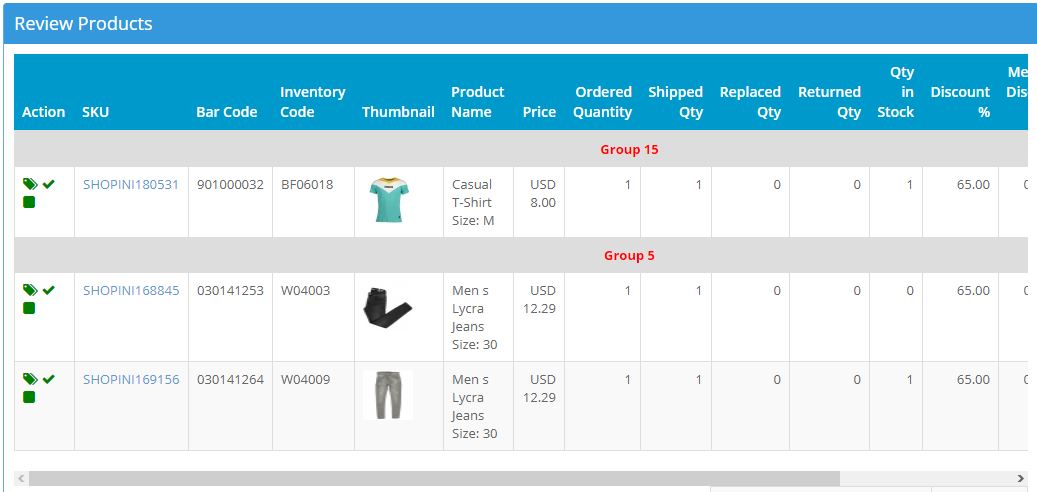 Review Products
Action SKU Bar Code Inventory Code Thumbnail Product Name Price Ordered Quantity Shipped Qty Replaced Qty Returned Qty Qty in Stock Discount % Me Disc
Group 15
SHOPINI180531 901000032 BF06018 Casual T-Shirt Size: M USD 8.00 1 1 0 0 1 65.00 0
Group 5
SHOPINI168845 030141253 W04003 Men s Lycra Jeans Size: 30 USD 12.29 1 1 0 0 0 65.00 0
SHOPINI169156 030141264 W04009 Men s Lycra Jeans Size: 30 USD 12.29 1 1 0 0 1 65.00 0